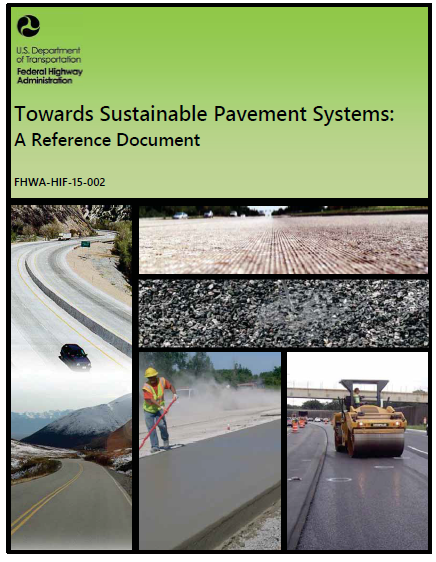 U.S. Department
of Transportation
Federal Highway
Administration
Towards Sustainable Pavement Systems:
A Reference Document
FHWA-HIF-15-002